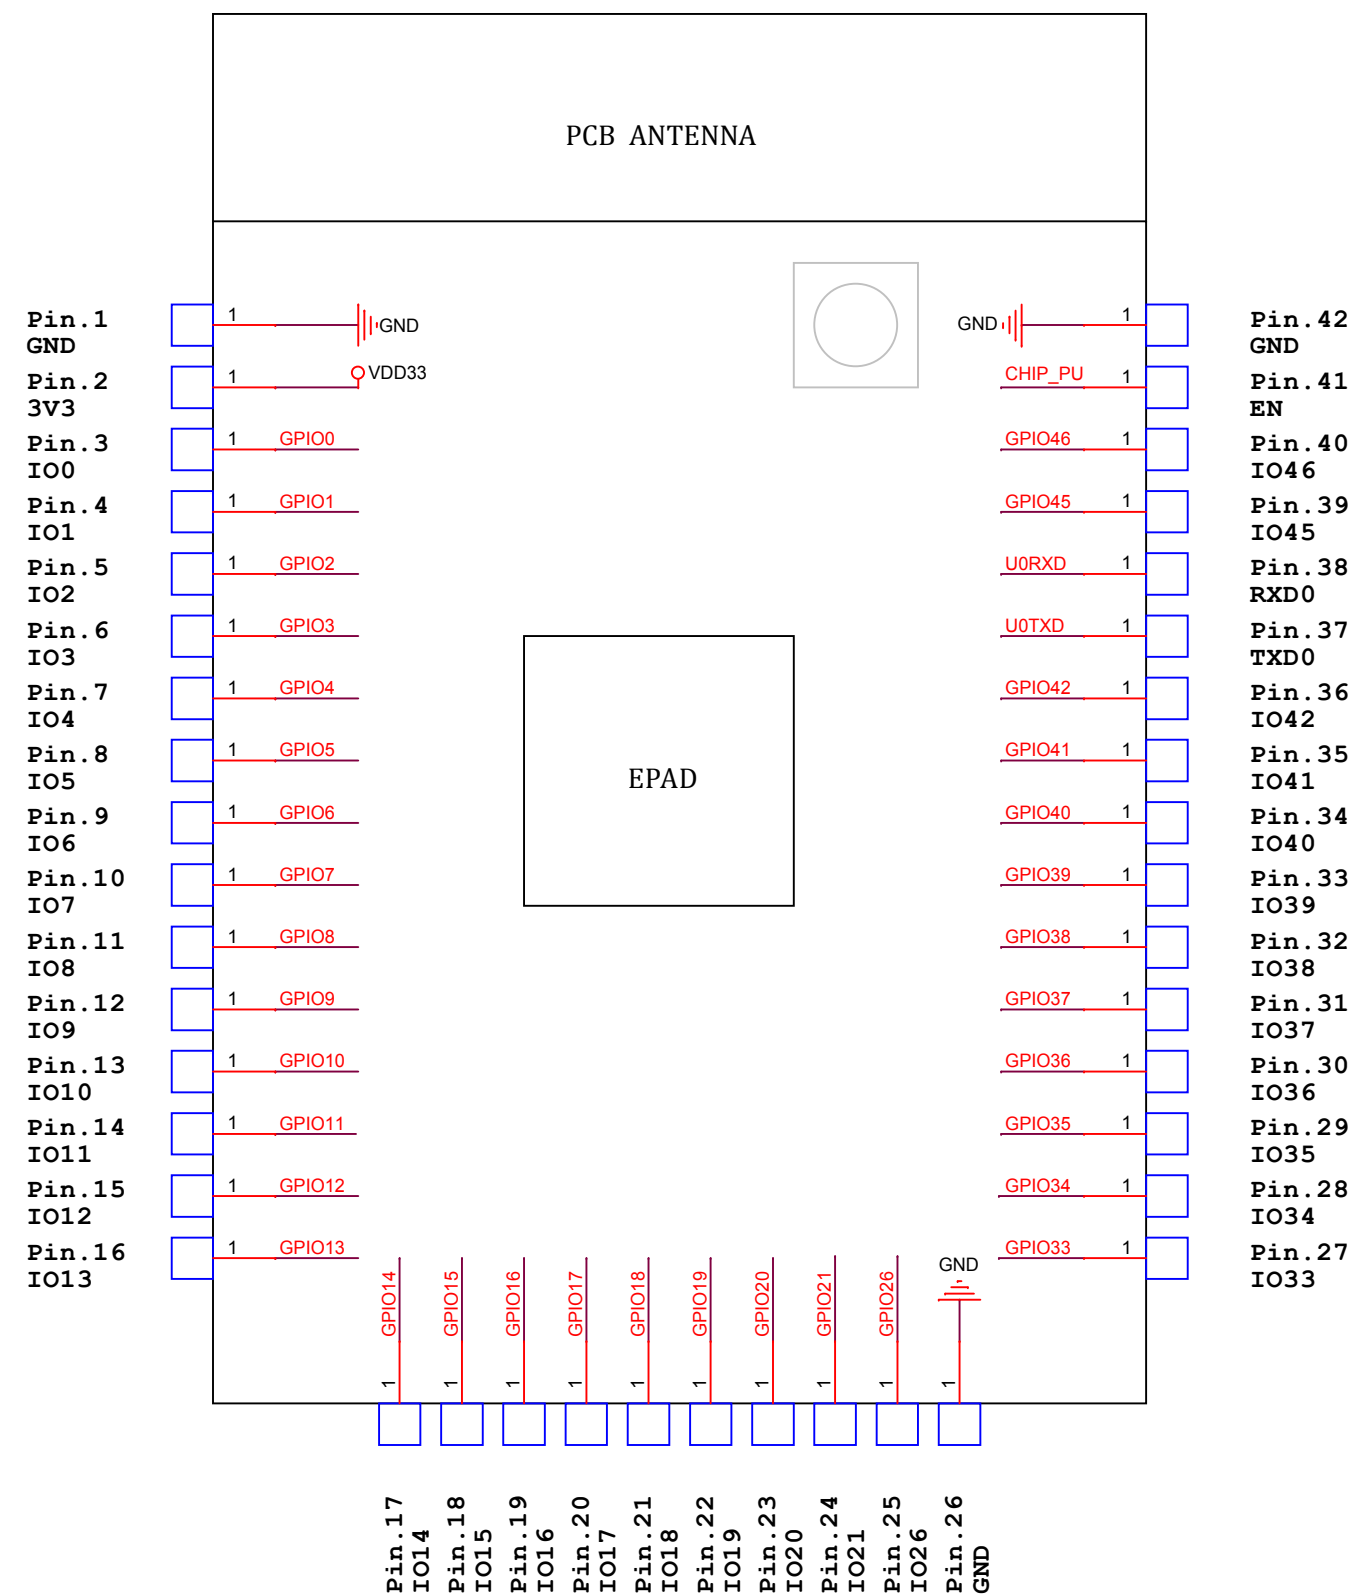 PCB ANTENNA
Pin.1
GND
1
GND
GND
1
Pin.42
GND
Pin.2
3V3
1
VDD33
CHIP_PU
1
Pin.41
EN
Pin.3
IO0
1
GPIO0
GPIO46
1
Pin.40
IO46
Pin.4
IO1
1
GPIO1
GPIO45
1
Pin.39
IO45
Pin.5
IO2
1
GPIO2
U0RXD
1
Pin.38
RXD0
Pin.6
IO3
1
GPIO3
U0TXD
1
Pin.37
TXD0
Pin.7
IO4
1
GPIO4
GPIO42
1
Pin.36
IO42
Pin.8
IO5
1
GPIO5
EPAD
GPIO41
1
Pin.35
IO41
Pin.9
IO6
1
GPIO6
GPIO40
1
Pin.34
IO40
Pin.10
IO7
1
GPIO7
GPIO39
1
Pin.33
IO39
Pin.11
IO8
1
GPIO8
GPIO38
1
Pin.32
IO38
Pin.12
IO9
1
GPIO9
GPIO37
1
Pin.31
IO37
Pin.13
IO10
1
GPIO10
GPIO36
1
Pin.30
IO36
Pin.14
IO11
1
GPIO11
GPIO35
1
Pin.29
IO35
Pin.15
IO12
1
GPIO12
GPIO34
1
Pin.28
IO34
Pin.16
IO13
1
GPIO13
GPIO33
1
Pin.27
IO33
GPIO14
1
Pin.17
IO14
GPIO15
1
Pin.18
IO15
GPIO16
1
Pin.19
IO16
GPIO17
1
Pin.20
IO17
GPIO18
1
Pin.21
IO18
GPIO19
1
Pin.22
IO19
GPIO20
1
Pin.23
IO20
GPIO21
1
Pin.24
IO21
GPIO26
1
Pin.25
IO26
GND
1
Pin.26
GND